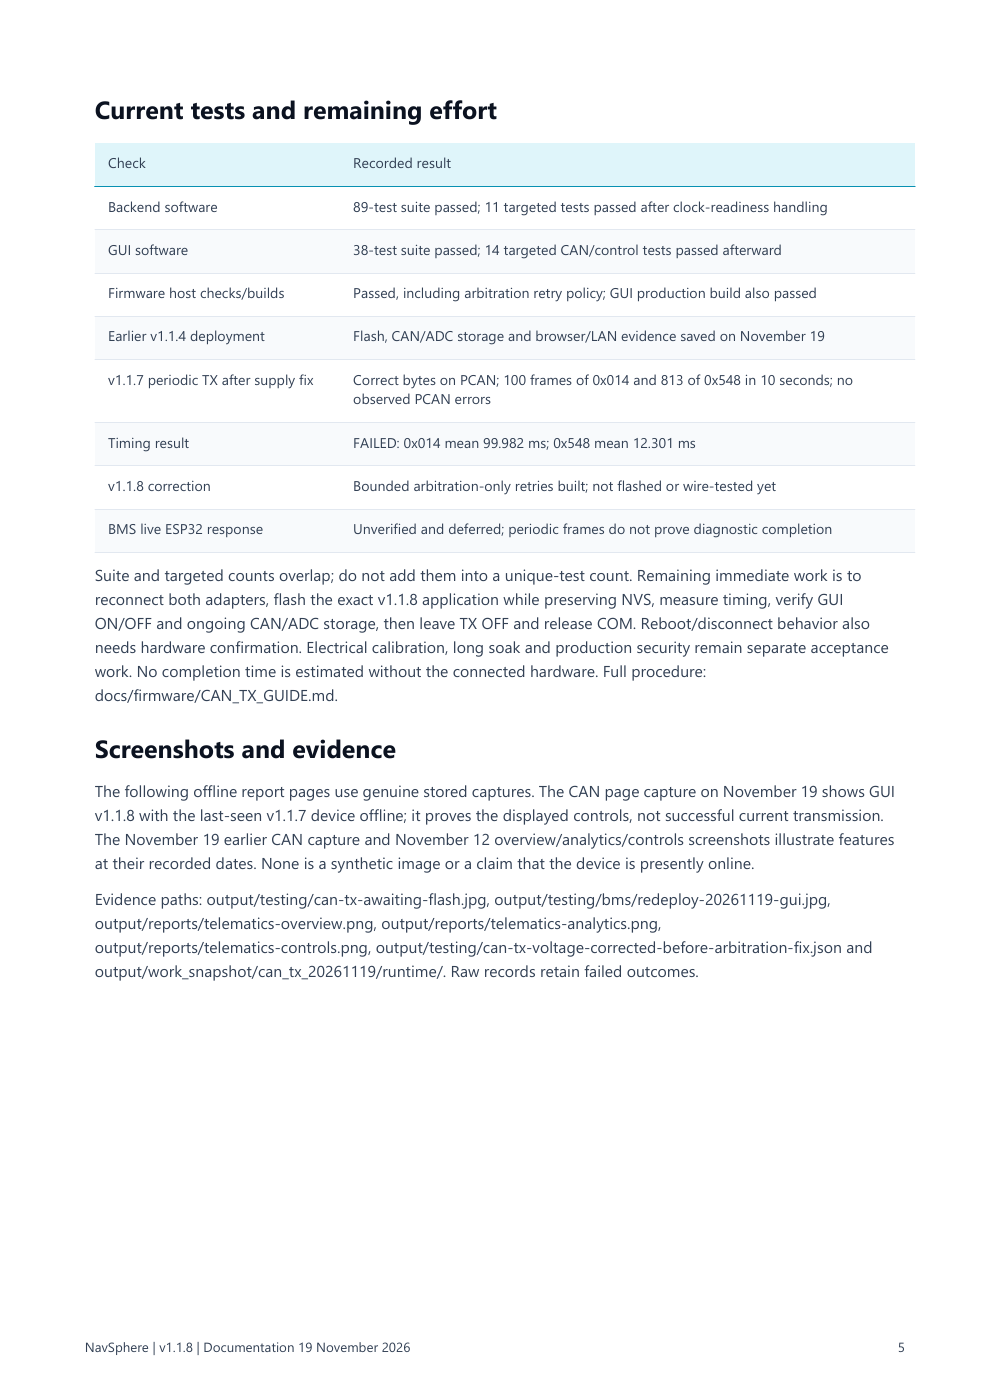 Current tests and remaining effort
Check Recorded result
Backend software 89-test suite passed; 11 targeted tests passed after clock-readiness handling
GUI software 38-test suite passed; 14 targeted CAN/control tests passed afterward
Firmware host checks/builds Passed, including arbitration retry policy; GUI production build also passed
Earlier v1.1.4 deployment Flash, CAN/ADC storage and browser/LAN evidence saved on November 19
v1.1.7 periodic TX after supply fix Correct bytes on PCAN; 100 frames of 0x014 and 813 of 0x548 in 10 seconds; no
observed PCAN errors
Timing result FAILED: 0x014 mean 99.982 ms; 0x548 mean 12.301 ms
v1.1.8 correction Bounded arbitration-only retries built; not flashed or wire-tested yet
BMS live ESP32 response Unverified and deferred; periodic frames do not prove diagnostic completion
Suite and targeted counts overlap; do not add them into a unique-test count. Remaining immediate work is to
reconnect both adapters, flash the exact v1.1.8 application while preserving NVS, measure timing, verify GUI
ON/OFF and ongoing CAN/ADC storage, then leave TX OFF and release COM. Reboot/disconnect behavior also
needs hardware confirmation. Electrical calibration, long soak and production security remain separate acceptance
work. No completion time is estimated without the connected hardware. Full procedure:
docs/firmware/CAN_TX_GUIDE.md.
Screenshots and evidence
The following offline report pages use genuine stored captures. The CAN page capture on November 19 shows GUI
v1.1.8 with the last-seen v1.1.7 device offline; it proves the displayed controls, not successful current transmission.
The November 19 earlier CAN capture and November 12 overview/analytics/controls screenshots illustrate features
at their recorded dates. None is a synthetic image or a claim that the device is presently online.
Evidence paths: output/testing/can-tx-awaiting-flash.jpg, output/testing/bms/redeploy-20261119-gui.jpg,
output/reports/telematics-overview.png, output/reports/telematics-analytics.png,
output/reports/telematics-controls.png, output/testing/can-tx-voltage-corrected-before-arbitration-fix.json and
output/work_snapshot/can_tx_20261119/runtime/. Raw records retain failed outcomes.
NavSphere | v1.1.8 | Documentation 19 November 2026 5